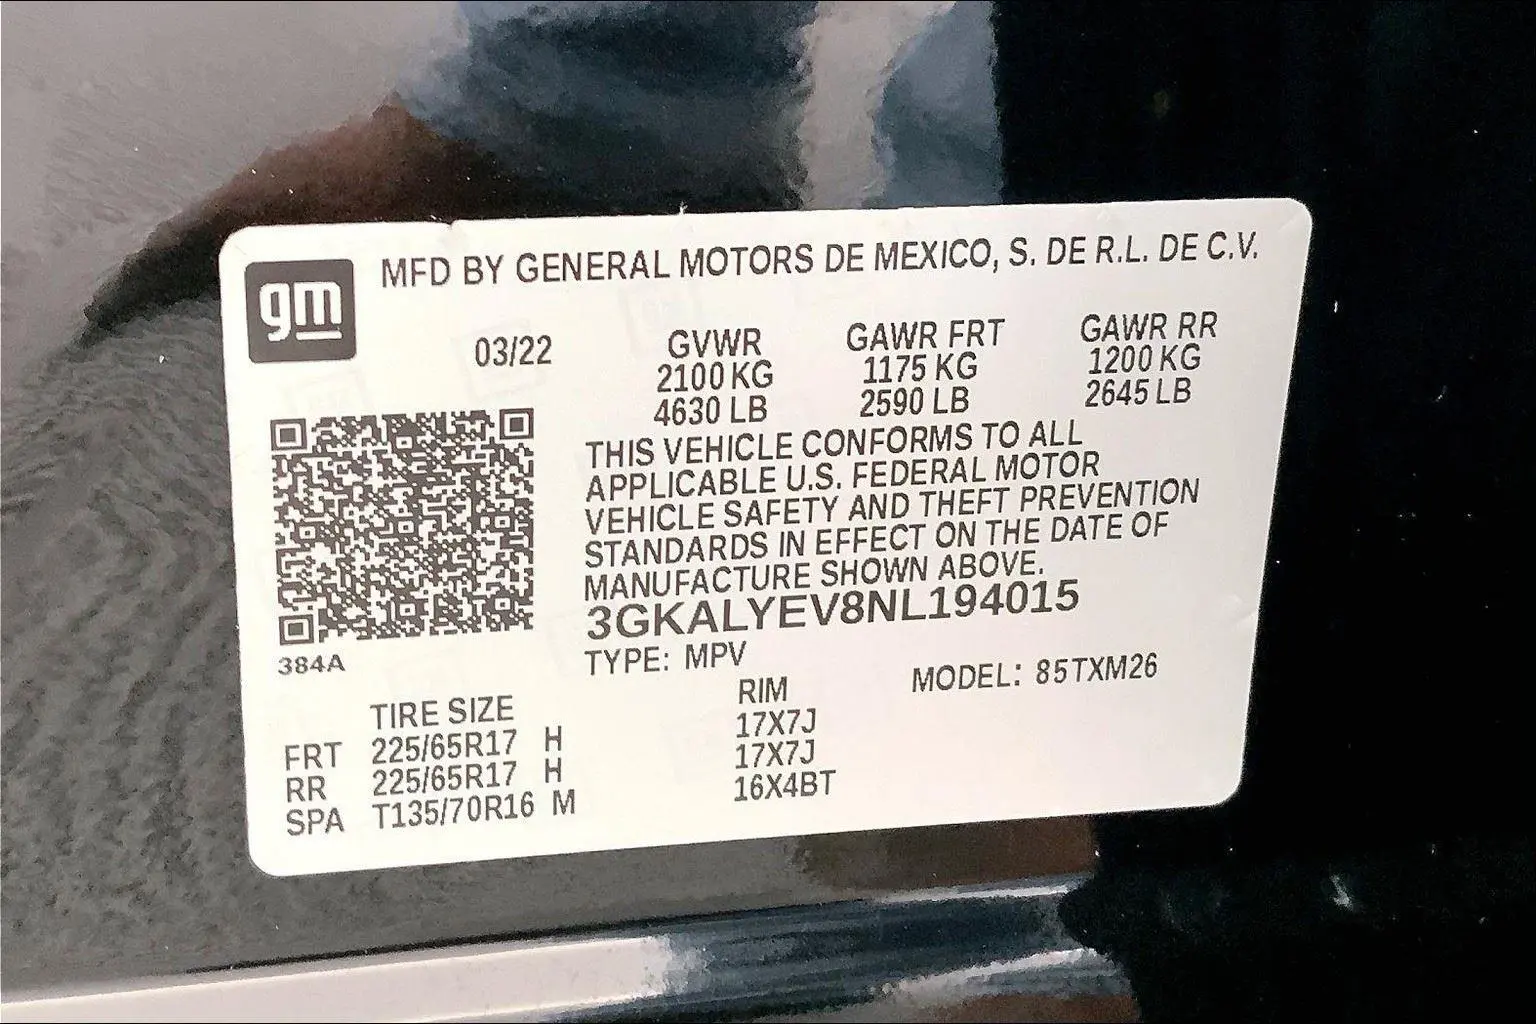 gm
MFD BY GENERAL MOTORS DE MEXICO, S. DE R.L. DE C.V.
03/22
GVWR GAWR FRT GAWR RR
2100 KG 1175 KG 1200 KG
4630 LB 2590 LB 2645 LB
THIS VEHICLE CONFORMS TO ALL
APPLICABLE U.S. FEDERAL MOTOR
VEHICLE SAFETY AND THEFT PREVENTION
STANDARDS IN EFFECT ON THE DATE OF
MANUFACTURE SHOWN ABOVE.
3GKALYEV8NL194015
384A
TYPE: MPV MODEL: 85TXM26
TIRE SIZE RIM
FRT 225/65R17 H 17X7J
RR 225/65R17 H 17X7J
SPA T135/70R16 M 16X4BT